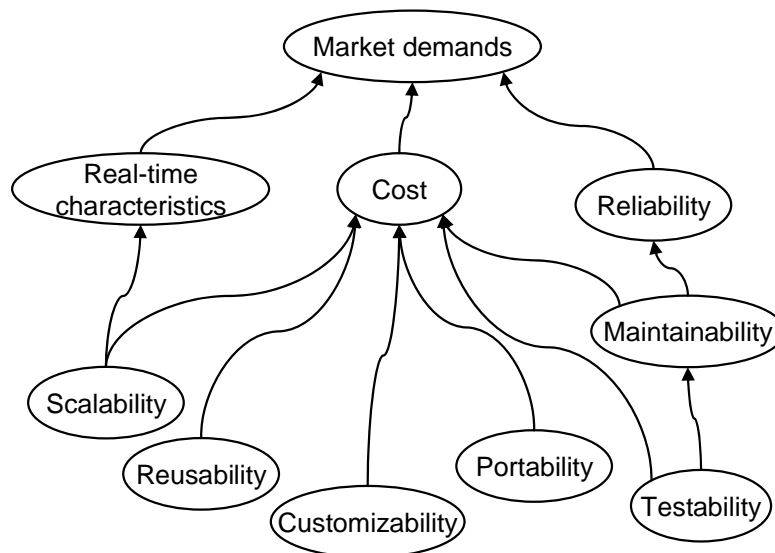 Market demands
Real-time
characteristics
Cost
Reliability
Maintainability
Scalability
Reusability
Portability
Testability
Customizability